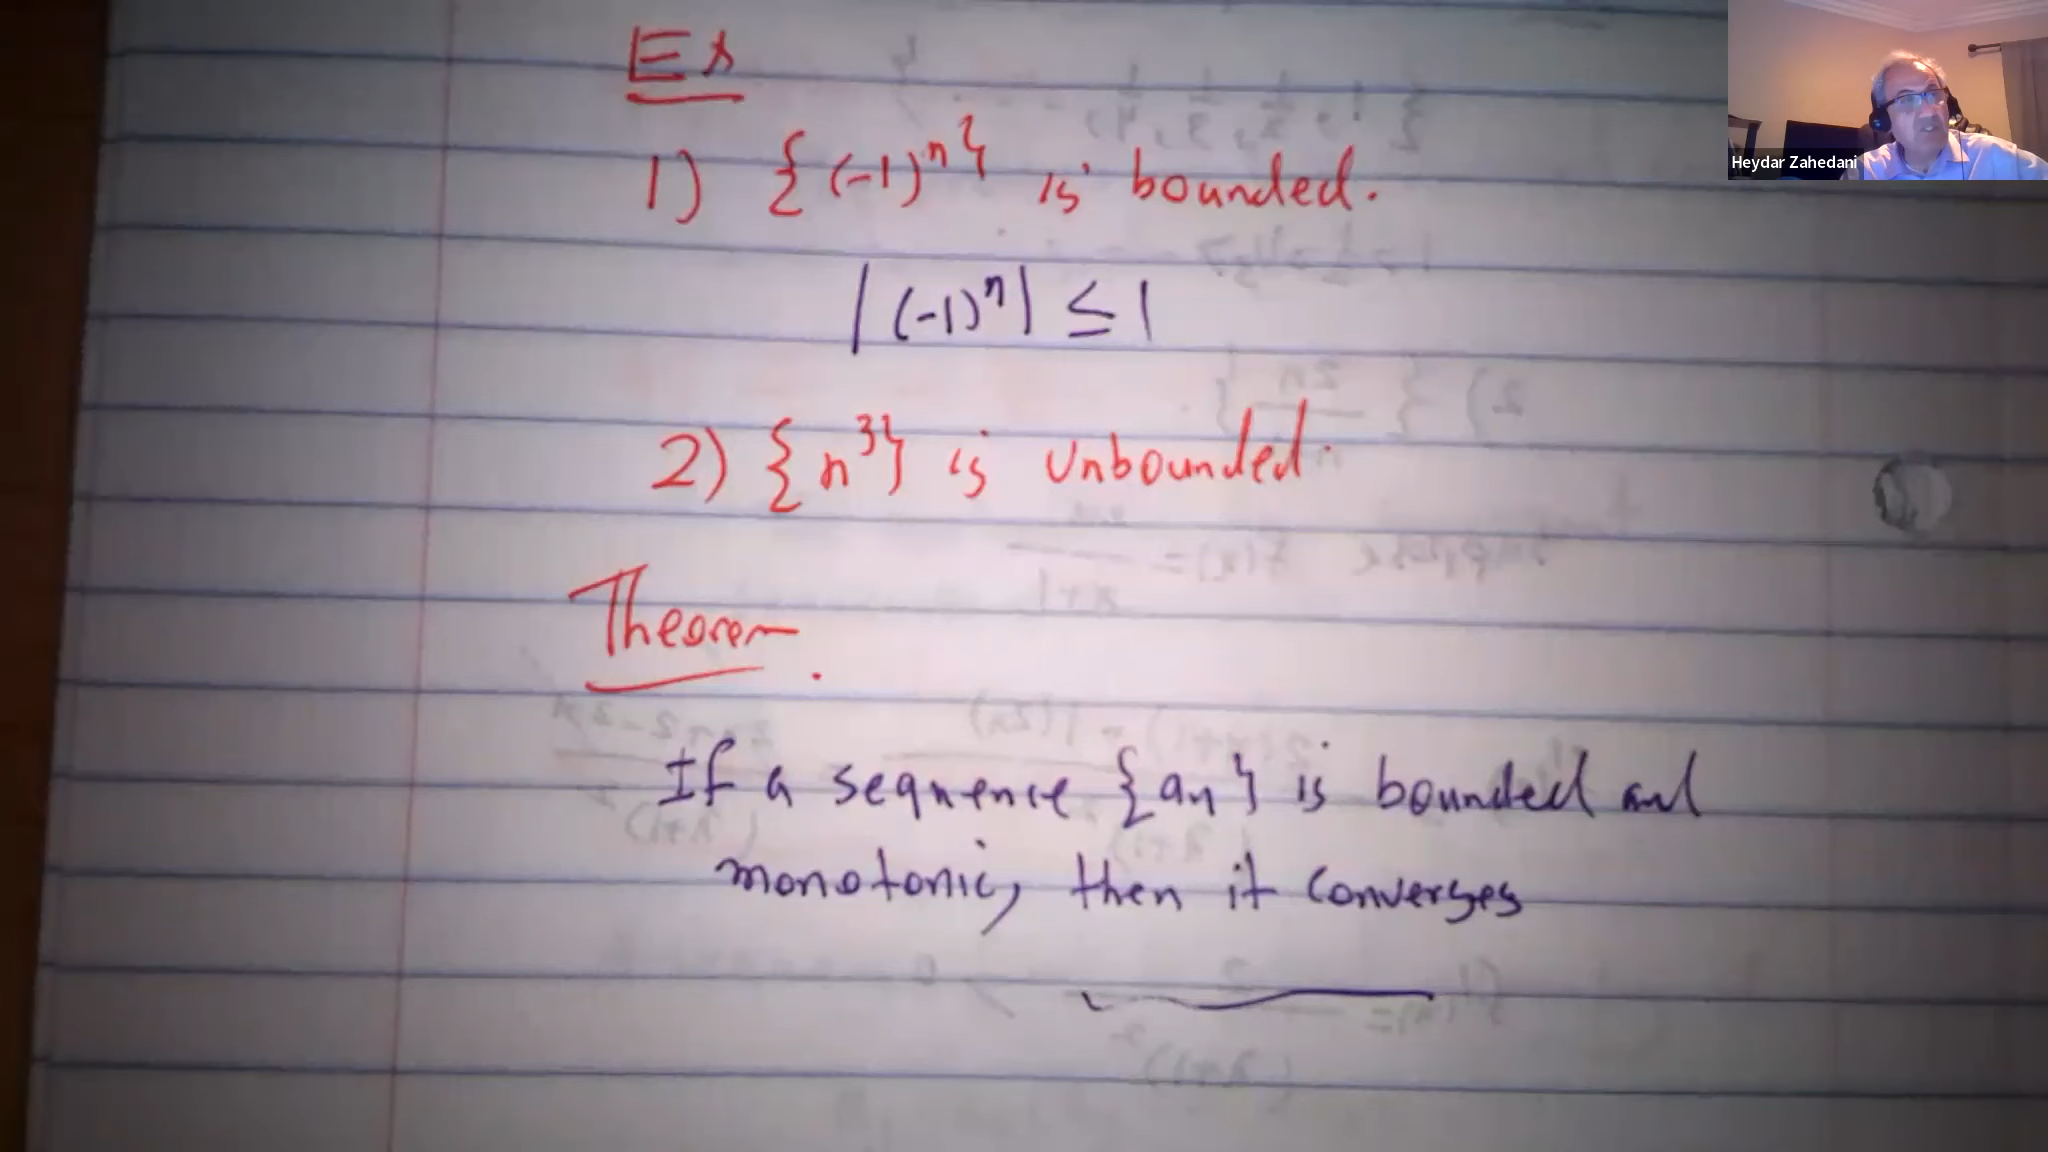 Ex
1) {(-1)^n} is bounded.
|(-1)^n| ≤ 1
2) {n^3} is unbounded.
Theorem.
If a sequence {an} is bounded and
monotonic, then it converges
Heydar Zahedani